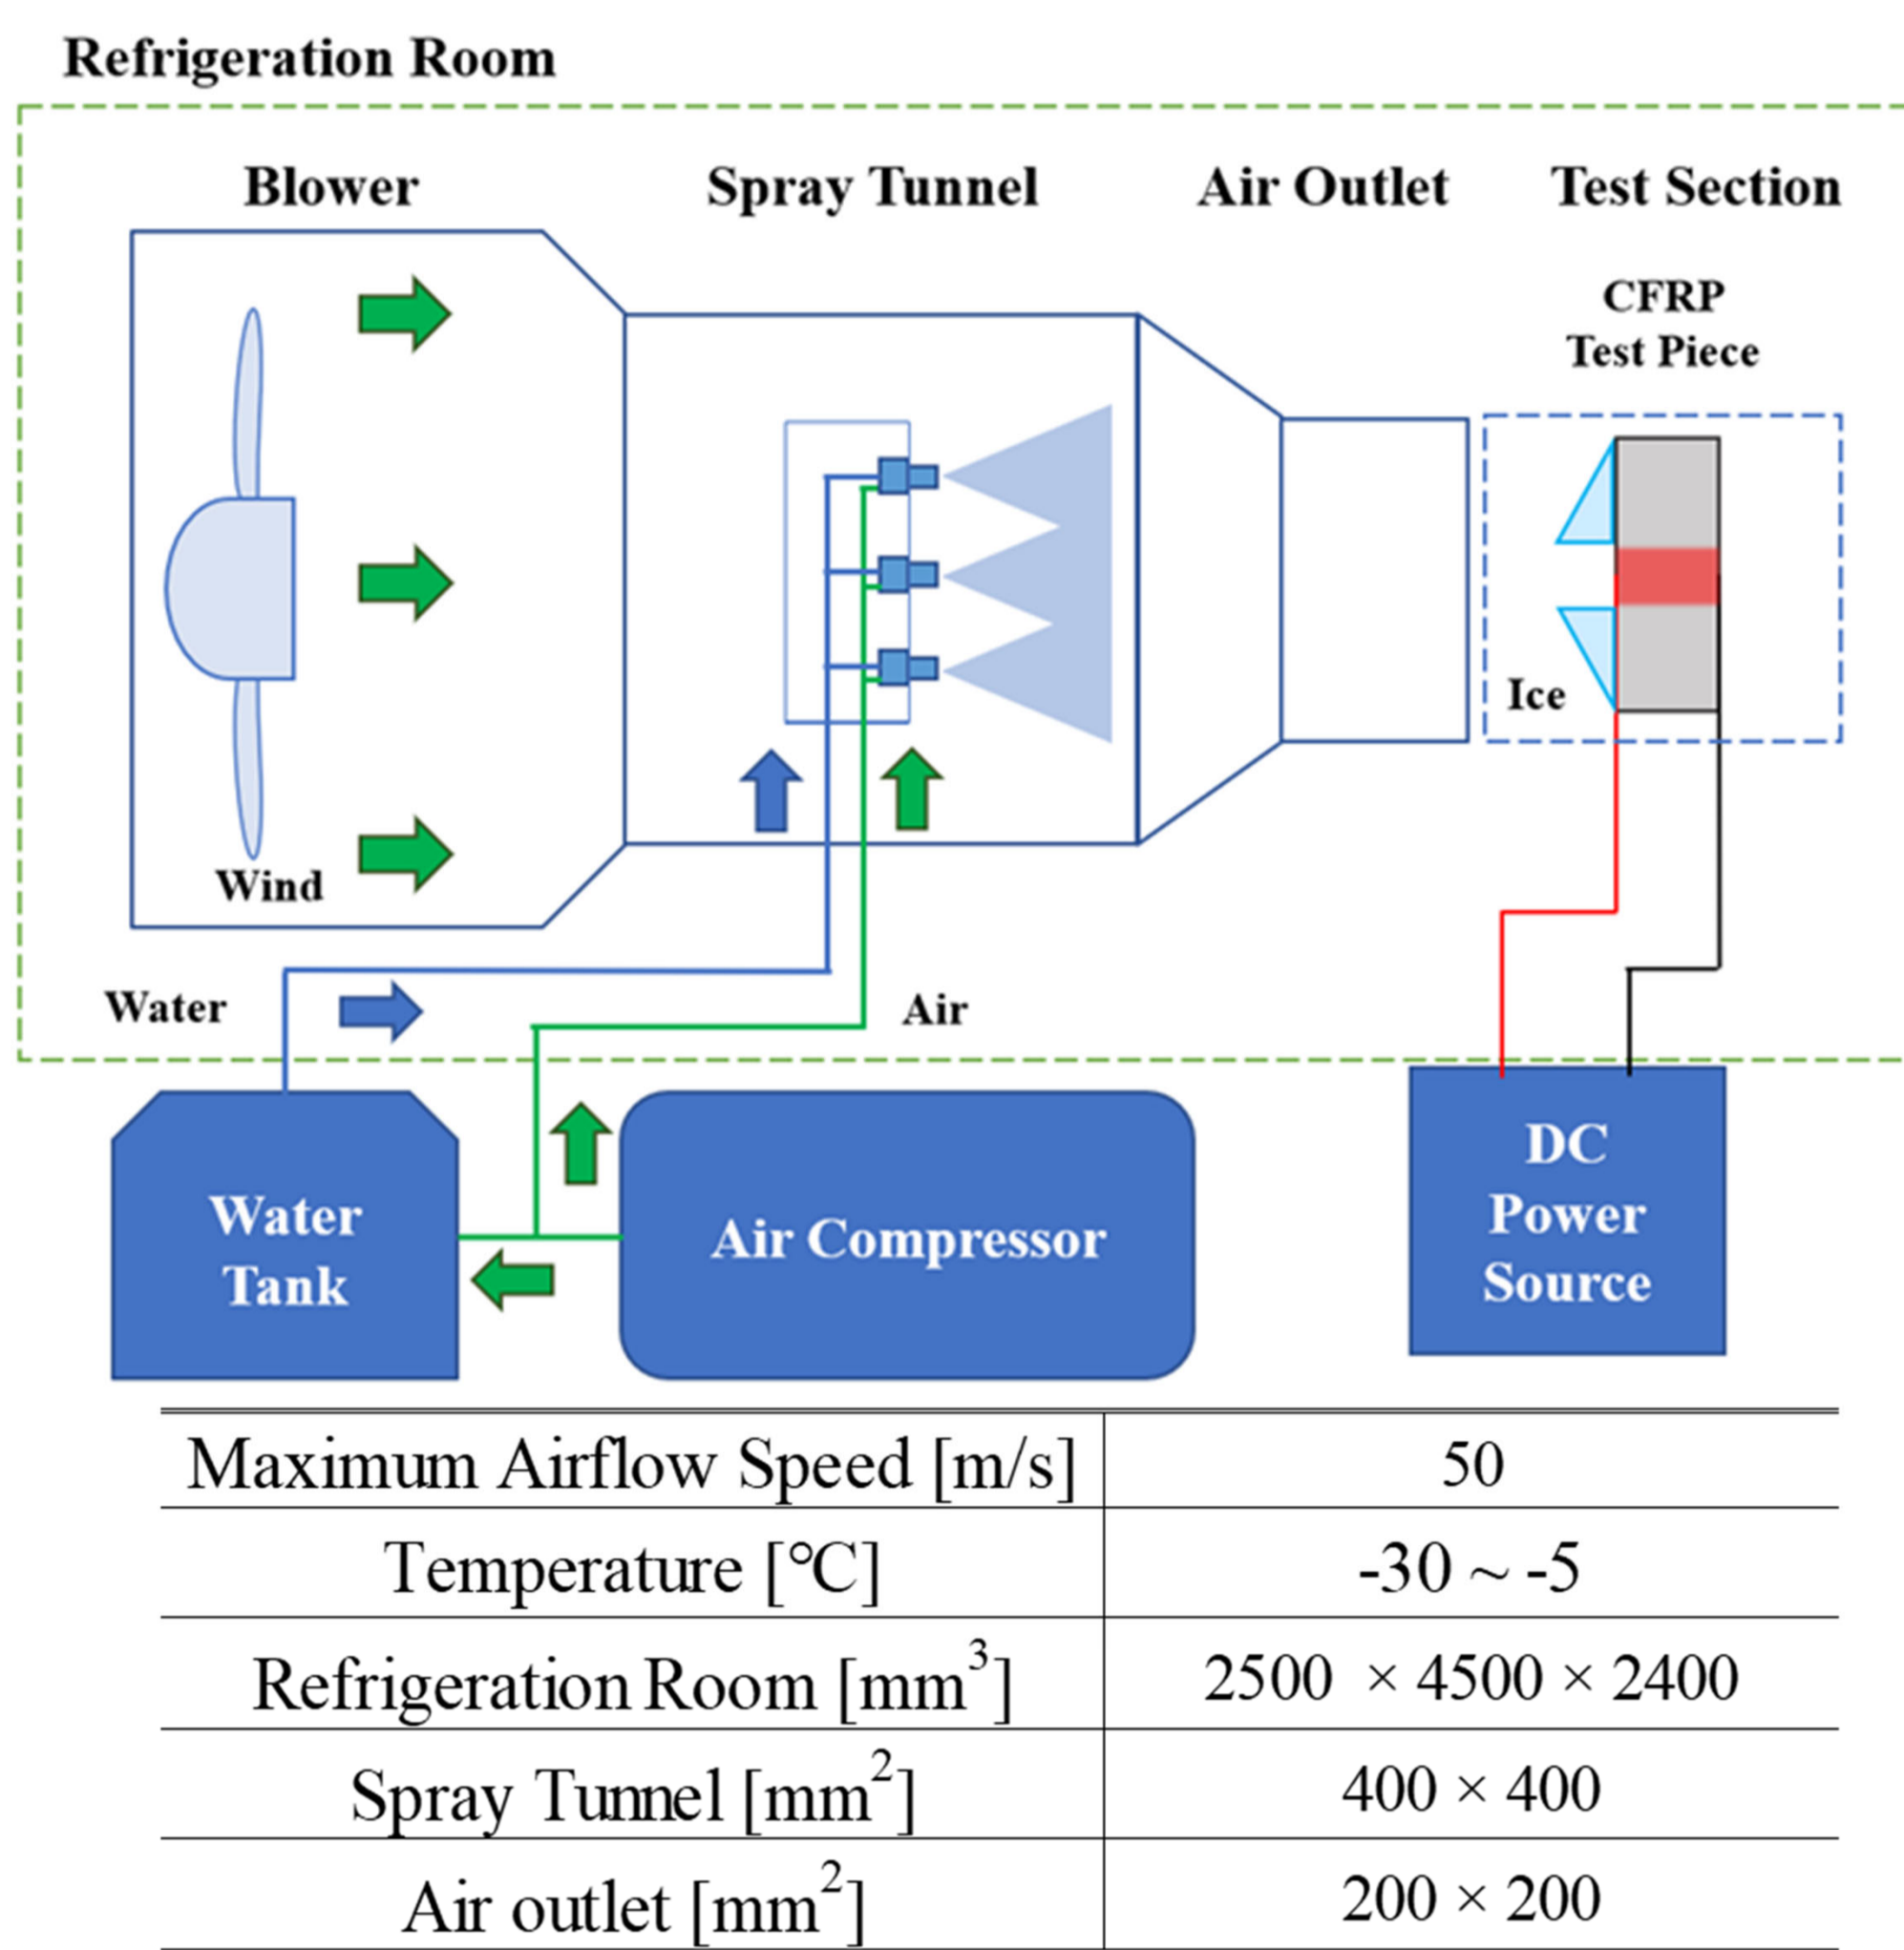 Refrigeration Room
Blower
Spray Tunnel
Air Outlet
Test Section
CFRP
Test Piece
Ice
Wind
Water
Air
Water
Tank
Air Compressor
DC
Power
Source
Maximum Airflow Speed [m/s] 50
Temperature [°C] -30 ~ -5
Refrigeration Room [mm³] 2500 × 4500 × 2400
Spray Tunnel [mm²] 400 × 400
Air outlet [mm²] 200 × 200